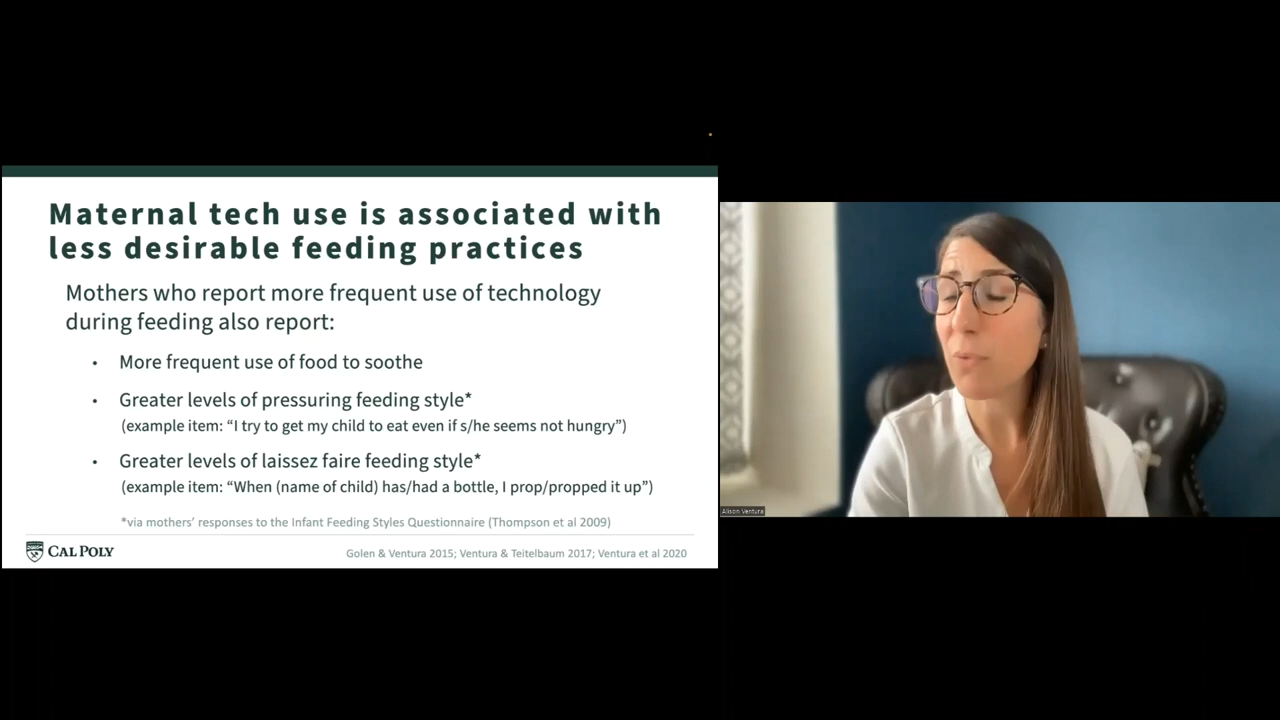 Maternal tech use is associated with
less desirable feeding practices
Mothers who report more frequent use of technology
during feeding also report:
• More frequent use of food to soothe
• Greater levels of pressuring feeding style*
(example item: “I try to get my child to eat even if s/he seems not hungry”)
• Greater levels of laissez faire feeding style*
(example item: “When (name of child) has/had a bottle, I prop/propped it up”)
*via mothers’ responses to the Infant Feeding Styles Questionnaire (Thompson et al 2009)
CAL POLY
Golen & Ventura 2015; Ventura & Teitelbaum 2017; Ventura et al 2020
Alison Ventura